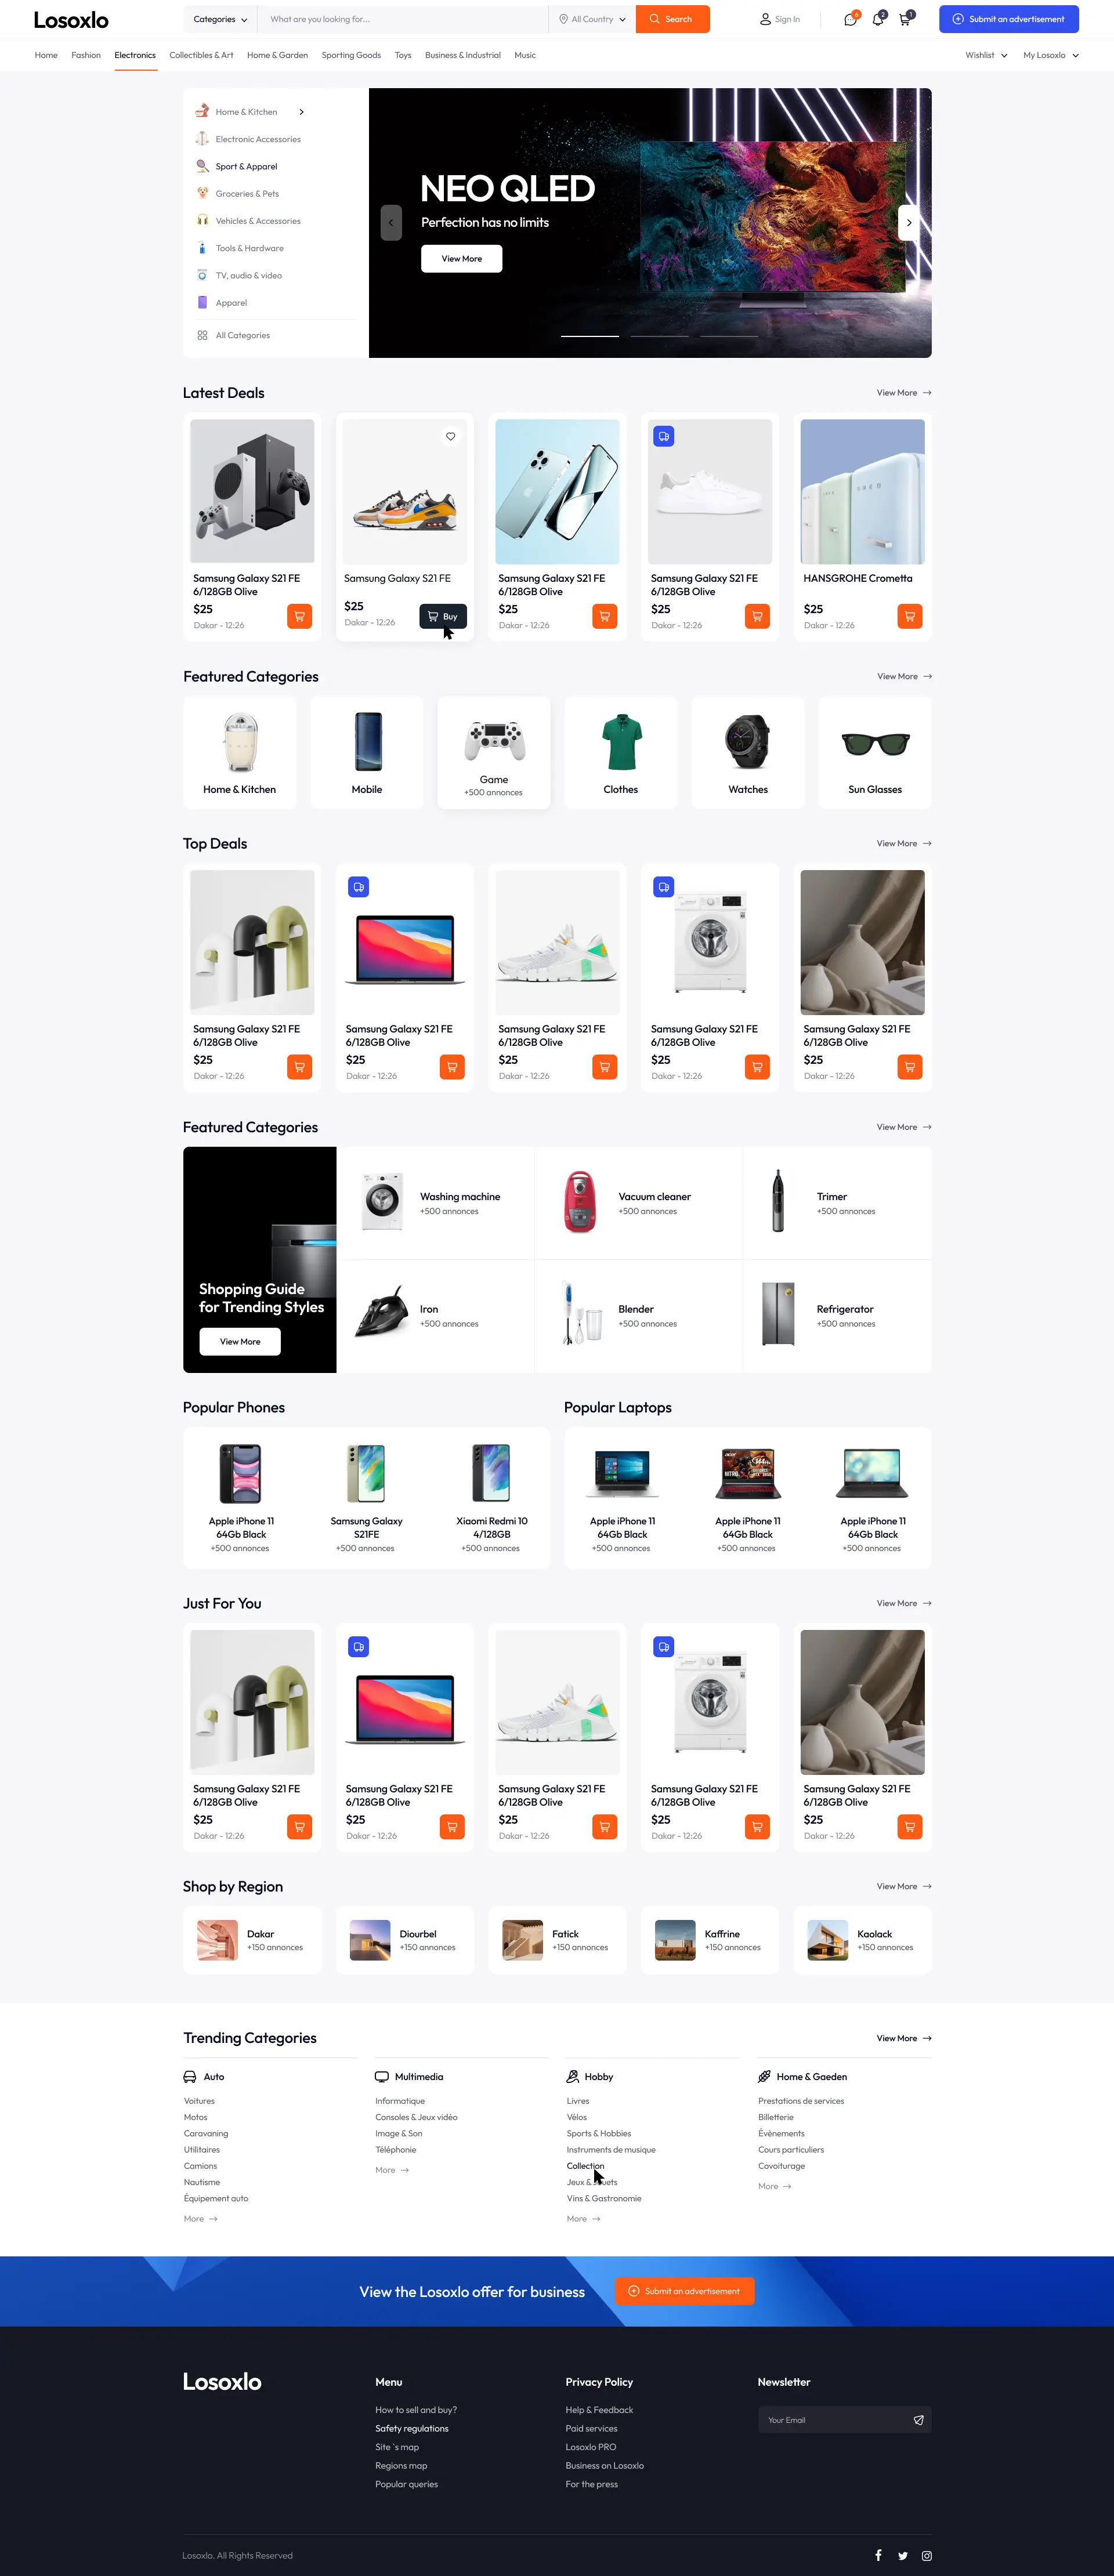 Losoxlo
Categories
What are you looking for...
All Country
Search
Sign In
6
2
1
Submit an advertisement
Home
Fashion
Electronics
Collectibles & Art
Home & Garden
Sporting Goods
Toys
Business & Industrial
Music
Wishlist
My Losoxlo
Home & Kitchen
Electronic Accessories
Sport & Apparel
Groceries & Pets
Vehicles & Accessories
Tools & Hardware
TV, audio & video
Apparel
All Categories
NEO QLED
Perfection has no limits
View More
Latest Deals
View More
Samsung Galaxy S21 FE
6/128GB Olive
$25
Dakar - 12:26
Samsung Galaxy S21 FE
$25
Dakar - 12:26
Buy
Samsung Galaxy S21 FE
6/128GB Olive
$25
Dakar - 12:26
Samsung Galaxy S21 FE
6/128GB Olive
$25
Dakar - 12:26
HANSGROHE Crometta
$25
Dakar - 12:26
Featured Categories
View More
Home & Kitchen
Mobile
Game
+500 annonces
Clothes
Watches
Sun Glasses
Top Deals
View More
Samsung Galaxy S21 FE
6/128GB Olive
$25
Dakar - 12:26
Samsung Galaxy S21 FE
6/128GB Olive
$25
Dakar - 12:26
Samsung Galaxy S21 FE
6/128GB Olive
$25
Dakar - 12:26
Samsung Galaxy S21 FE
6/128GB Olive
$25
Dakar - 12:26
Samsung Galaxy S21 FE
6/128GB Olive
$25
Dakar - 12:26
Featured Categories
View More
Shopping Guide
for Trending Styles
View More
Washing machine
+500 annonces
Vacuum cleaner
+500 annonces
Trimer
+500 annonces
Iron
+500 annonces
Blender
+500 annonces
Refrigerator
+500 annonces
Popular Phones
Apple iPhone 11
64Gb Black
+500 annonces
Samsung Galaxy
S21FE
+500 annonces
Xiaomi Redmi 10
4/128GB
+500 annonces
Popular Laptops
Apple iPhone 11
64Gb Black
+500 annonces
acer
NITRO
Apple iPhone 11
64Gb Black
+500 annonces
Apple iPhone 11
64Gb Black
+500 annonces
Just For You
View More
Samsung Galaxy S21 FE
6/128GB Olive
$25
Dakar - 12:26
Samsung Galaxy S21 FE
6/128GB Olive
$25
Dakar - 12:26
Samsung Galaxy S21 FE
6/128GB Olive
$25
Dakar - 12:26
Samsung Galaxy S21 FE
6/128GB Olive
$25
Dakar - 12:26
Samsung Galaxy S21 FE
6/128GB Olive
$25
Dakar - 12:26
Shop by Region
View More
Dakar
+150 annonces
Diourbel
+150 annonces
Fatick
+150 annonces
Kaffrine
+150 annonces
Kaolack
+150 annonces
Trending Categories
View More
Auto
Voitures
Motos
Caravaning
Utilitaires
Camions
Nautisme
Équipement auto
More
Multimedia
Informatique
Consoles & Jeux vidéo
Image & Son
Téléphonie
More
Hobby
Livres
Vélos
Sports & Hobbies
Instruments de musique
Collection
Jeux &
Vins & Gastronomie
More
Home & Gaeden
Prestations de services
Billetterie
Évènements
Cours particuliers
Covoiturage
More
View the Losoxlo offer for business
Submit an advertisement
Losoxlo
Menu
How to sell and buy?
Safety regulations
Site `s map
Regions map
Popular queries
Privacy Policy
Help & Feedback
Paid services
Losoxlo PRO
Business on Losoxlo
For the press
Newsletter
Your Email
Losoxlo. All Rights Reserved